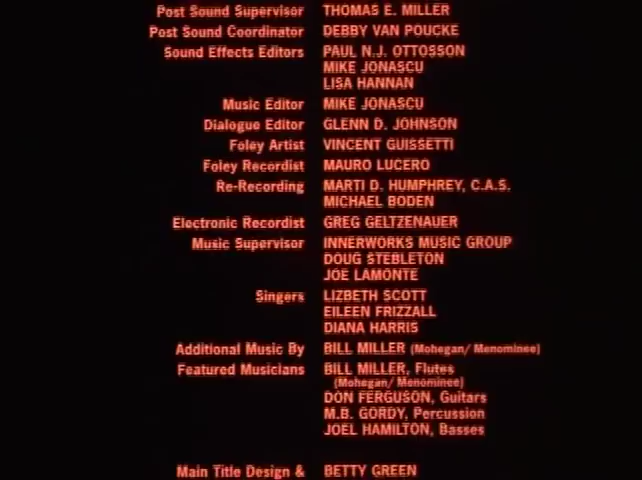 Post Sound Supervisor THOMAS E. MILLER
Post Sound Coordinator DEBBY VAN POUCKE
Sound Effects Editors PAUL N.J. OTTOSSON
MIKE JONASCU
LISA HANNAN
Music Editor MIKE JONASCU
Dialogue Editor GLENN D. JOHNSON
Foley Artist VINCENT GUISSETTI
Foley Recordist MAURO LUCERO
Re-Recording MARTI D. HUMPHREY, C.A.S.
MICHAEL BODEN
Electronic Recordist GREG GELTZENAUER
Music Supervisor INNERWORKS MUSIC GROUP
DOUG STEBLETON
JOE LAMONTE
Singers LIZBETH SCOTT
EILEEN FRIZZALL
DIANA HARRIS
Additional Music By BILL MILLER (Mohegan/ Menominee)
Featured Musicians BILL MILLER, Flutes
(Mohegan/ Menominee)
DON FERGUSON, Guitars
M.B. GORDY, Percussion
JOEL HAMILTON, Basses
Main Title Design & BETTY GREEN